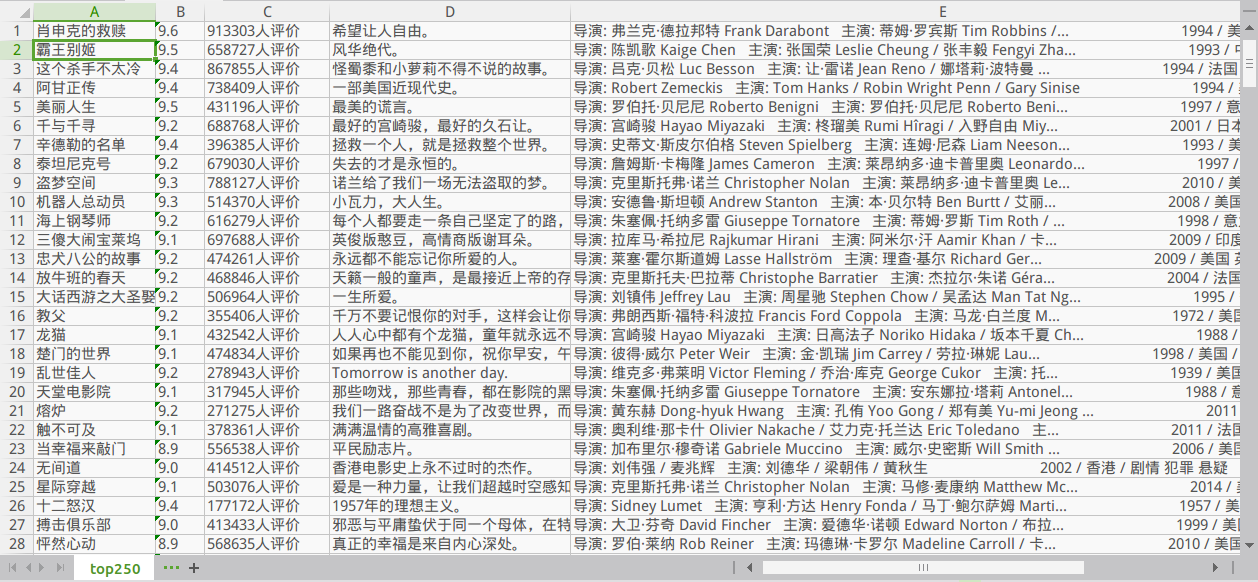 A B C D E
1 肖申克的救赎 9.6 913303人评价 希望让人自由。 导演: 弗兰克·德拉邦特 Frank Darabont 主演: 蒂姆·罗宾斯 Tim Robbins /... 1994 / 美
2 霸王别姬 9.5 658727人评价 风华绝代。 导演: 陈凯歌 Kaige Chen 主演: 张国荣 Leslie Cheung / 张丰毅 Fengyi Zha... 1993 /
3 这个杀手不太冷 9.4 867855人评价 怪蜀黍和小萝莉不得不说的故事。 导演: 吕克·贝松 Luc Besson 主演: 让·雷诺 Jean Reno / 娜塔莉·波特曼 ... 1994 / 法国
4 阿甘正传 9.4 738409人评价 一部美国近现代史。 导演: Robert Zemeckis 主演: Tom Hanks / Robin Wright Penn / Gary Sinise 1994 /
5 美丽人生 9.5 431196人评价 最美的谎言。 导演: 罗伯托·贝尼尼 Roberto Benigni 主演: 罗伯托·贝尼尼 Roberto Beni... 1997 / 意
6 千与千寻 9.2 688768人评价 最好的宫崎骏，最好的久石让。 导演: 宫崎骏 Hayao Miyazaki 主演: 柊瑠美 Rumi Hîragi / 入野自由 Miy... 2001 / 日本
7 辛德勒的名单 9.4 396385人评价 拯救一个人，就是拯救整个世界。 导演: 史蒂文·斯皮尔伯格 Steven Spielberg 主演: 连姆·尼森 Liam Neeson... 1993 / 美
8 泰坦尼克号 9.2 679030人评价 失去的才是永恒的。 导演: 詹姆斯·卡梅隆 James Cameron 主演: 莱昂纳多·迪卡普里奥 Leonardo... 1997 /
9 盗梦空间 9.3 788127人评价 诺兰给了我们一场无法盗取的梦。 导演: 克里斯托弗·诺兰 Christopher Nolan 主演: 莱昂纳多·迪卡普里奥 Le... 2010 / 美
10 机器人总动员 9.3 514370人评价 小瓦力，大人生。 导演: 安德鲁·斯坦顿 Andrew Stanton 主演: 本·贝尔特 Ben Burtt / 艾丽... 2008 / 美国
11 海上钢琴师 9.2 616279人评价 每个人都要走一条自己坚定了的路， 导演: 朱塞佩·托纳多雷 Giuseppe Tornatore 主演: 蒂姆·罗斯 Tim Roth / ... 1998 / 意
12 三傻大闹宝莱坞 9.1 697688人评价 英俊版憨豆，高情商版谢耳朵。 导演: 拉库马·希拉尼 Rajkumar Hirani 主演: 阿米尔·汗 Aamir Khan / 卡... 2009 / 印度
13 忠犬八公的故事 9.2 474261人评价 永远都不能忘记你所爱的人。 导演: 莱塞·霍尔斯道姆 Lasse Hallström 主演: 理查·基尔 Richard Ger... 2009 / 美国
14 放牛班的春天 9.2 468846人评价 天籁一般的童声，是最接近上帝的存 导演: 克里斯托夫·巴拉蒂 Christophe Barratier 主演: 杰拉尔·朱诺 Géra... 2004 / 法国
15 大话西游之大圣娶 9.2 506964人评价 一生所爱。 导演: 刘镇伟 Jeffrey Lau 主演: 周星驰 Stephen Chow / 吴孟达 Man Tat Ng... 1995 /
16 教父 9.2 355406人评价 千万不要记恨你的对手，这样会让你 导演: 弗朗西斯·福特·科波拉 Francis Ford Coppola 主演: 马龙·白兰度 M... 1972 / 美
17 龙猫 9.1 432542人评价 人人心中都有个龙猫，童年就永远不 导演: 宫崎骏 Hayao Miyazaki 主演: 日高法子 Noriko Hidaka / 坂本千夏 Ch... 1988 /
18 楚门的世界 9.1 474834人评价 如果再也不能见到你，祝你早安，午 导演: 彼得·威尔 Peter Weir 主演: 金·凯瑞 Jim Carrey / 劳拉·琳妮 Lau... 1998 / 美国 /
19 乱世佳人 9.2 278943人评价 Tomorrow is another day. 导演: 维克多·弗莱明 Victor Fleming / 乔治·库克 George Cukor 主演: 托... 1939 / 美国
20 天堂电影院 9.1 317945人评价 那些吻戏，那些青春，都在影院的黑 导演: 朱塞佩·托纳多雷 Giuseppe Tornatore 主演: 安东娜拉·塔莉 Antonel... 1988 / 意
21 熔炉 9.2 271275人评价 我们一路奋战不是为了改变世界，而 导演: 黄东赫 Dong-hyuk Hwang 主演: 孔侑 Yoo Gong / 郑有美 Yu-mi Jeong ... 2011
22 触不可及 9.1 378361人评价 满满温情的高雅喜剧。 导演: 奥利维·那卡什 Olivier Nakache / 艾力克·托兰达 Eric Toledano 主... 2011 / 法国
23 当幸福来敲门 8.9 556538人评价 平民励志片。 导演: 加布里尔·穆奇诺 Gabriele Muccino 主演: 威尔·史密斯 Will Smith ... 2006 / 美国
24 无间道 9.0 414512人评价 香港电影史上永不过时的杰作。 导演: 刘伟强 / 麦兆辉 主演: 刘德华 / 梁朝伟 / 黄秋生 2002 / 香港 / 剧情 犯罪 悬疑
25 星际穿越 9.1 503076人评价 爱是一种力量，让我们超越时空感知 导演: 克里斯托弗·诺兰 Christopher Nolan 主演: 马修·麦康纳 Matthew Mc... 2014 /
26 十二怒汉 9.4 177172人评价 1957年的理想主义。 导演: Sidney Lumet 主演: 亨利·方达 Henry Fonda / 马丁·鲍尔萨姆 Marti... 1957 / 美
27 搏击俱乐部 9.0 413433人评价 邪恶与平庸蛰伏于同一个母体，在特 导演: 大卫·芬奇 David Fincher 主演: 爱德华·诺顿 Edward Norton / 布拉... 1999 / 美国
28 怦然心动 8.9 568635人评价 真正的幸福是来自内心深处。 导演: 罗伯·莱纳 Rob Reiner 主演: 玛德琳·卡罗尔 Madeline Carroll / 卡... 2010 / 美国
top250